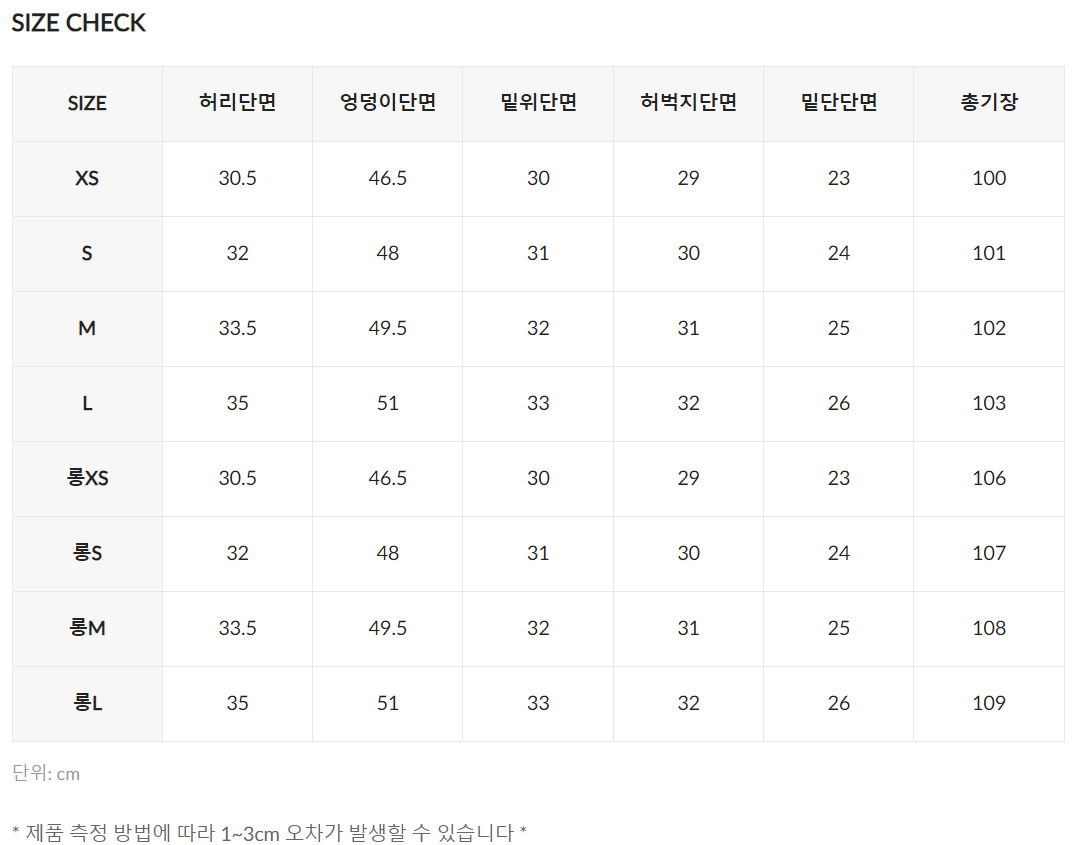 SIZE CHECK
SIZE 허리단면 엉덩이단면 밑위단면 허벅지단면 밑단단면 총기장
XS 30.5 46.5 30 29 23 100
S 32 48 31 30 24 101
M 33.5 49.5 32 31 25 102
L 35 51 33 32 26 103
롱XS 30.5 46.5 30 29 23 106
롱S 32 48 31 30 24 107
롱M 33.5 49.5 32 31 25 108
롱L 35 51 33 32 26 109
단위: cm
* 제품 측정 방법에 따라 1~3cm 오차가 발생할 수 있습니다 *